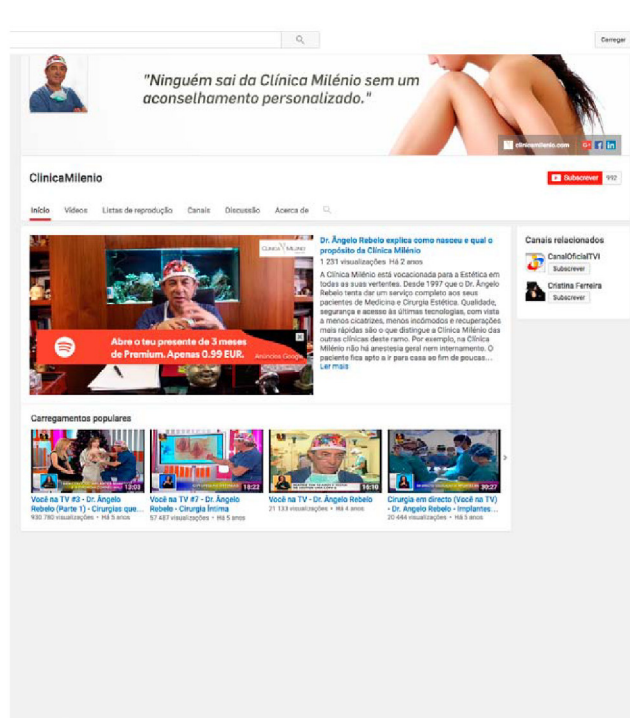 Carregar
"Ninguém sai da Clínica Milénio sem um
aconselhamento personalizado."
clinicamilenio.com
G+ f in
ClinicaMilenio
Subscrever 992
Início Vídeos Listas de reprodução Canais Discussão Acerca de
CLÍNICA MILÉNIO
Abre o teu presente de 3 meses
de Premium. Apenas 0.99 EUR.
Anúncios Google
Dr. Ângelo Rebelo explica como nasceu e qual o
propósito da Clínica Milénio
1 231 visualizações Há 2 anos
A Clínica Milénio está vocacionada para a Estética em
todas as suas vertentes. Desde 1997 que o Dr. Ângelo
Rebelo tenta dar um serviço completo aos seus
pacientes de Medicina e Cirurgia Estética. Qualidade,
segurança e acesso às últimas tecnologias, com vista
a menos cicatrizes, menos incómodos e recuperações
mais rápidas são o que distingue a Clínica Milénio das
outras clínicas deste ramo. Por exemplo, na Clínica
Milénio não há anestesia geral nem internamento. O
paciente fica apto a ir para casa ao fim de poucas...
Ler mais
Canais relacionados
CanalOficialTVI
Subscrever
Cristina Ferreira
Subscrever
Carregamentos populares
13:03
Você na TV #3 - Dr. Ângelo
Rebelo (Parte 1) - Cirurgias que...
930 780 visualizações • Há 5 anos
18:22
Você na TV #7 - Dr. Ângelo
Rebelo - Cirurgia Íntima
57 487 visualizações • Há 5 anos
16:10
Você na TV - Dr. Ângelo Rebelo
21 133 visualizações • Há 4 anos
30:27
Cirurgia em directo (Você na TV)
- Dr. Angelo Rebelo - Implantes...
20 444 visualizações • Há 5 anos